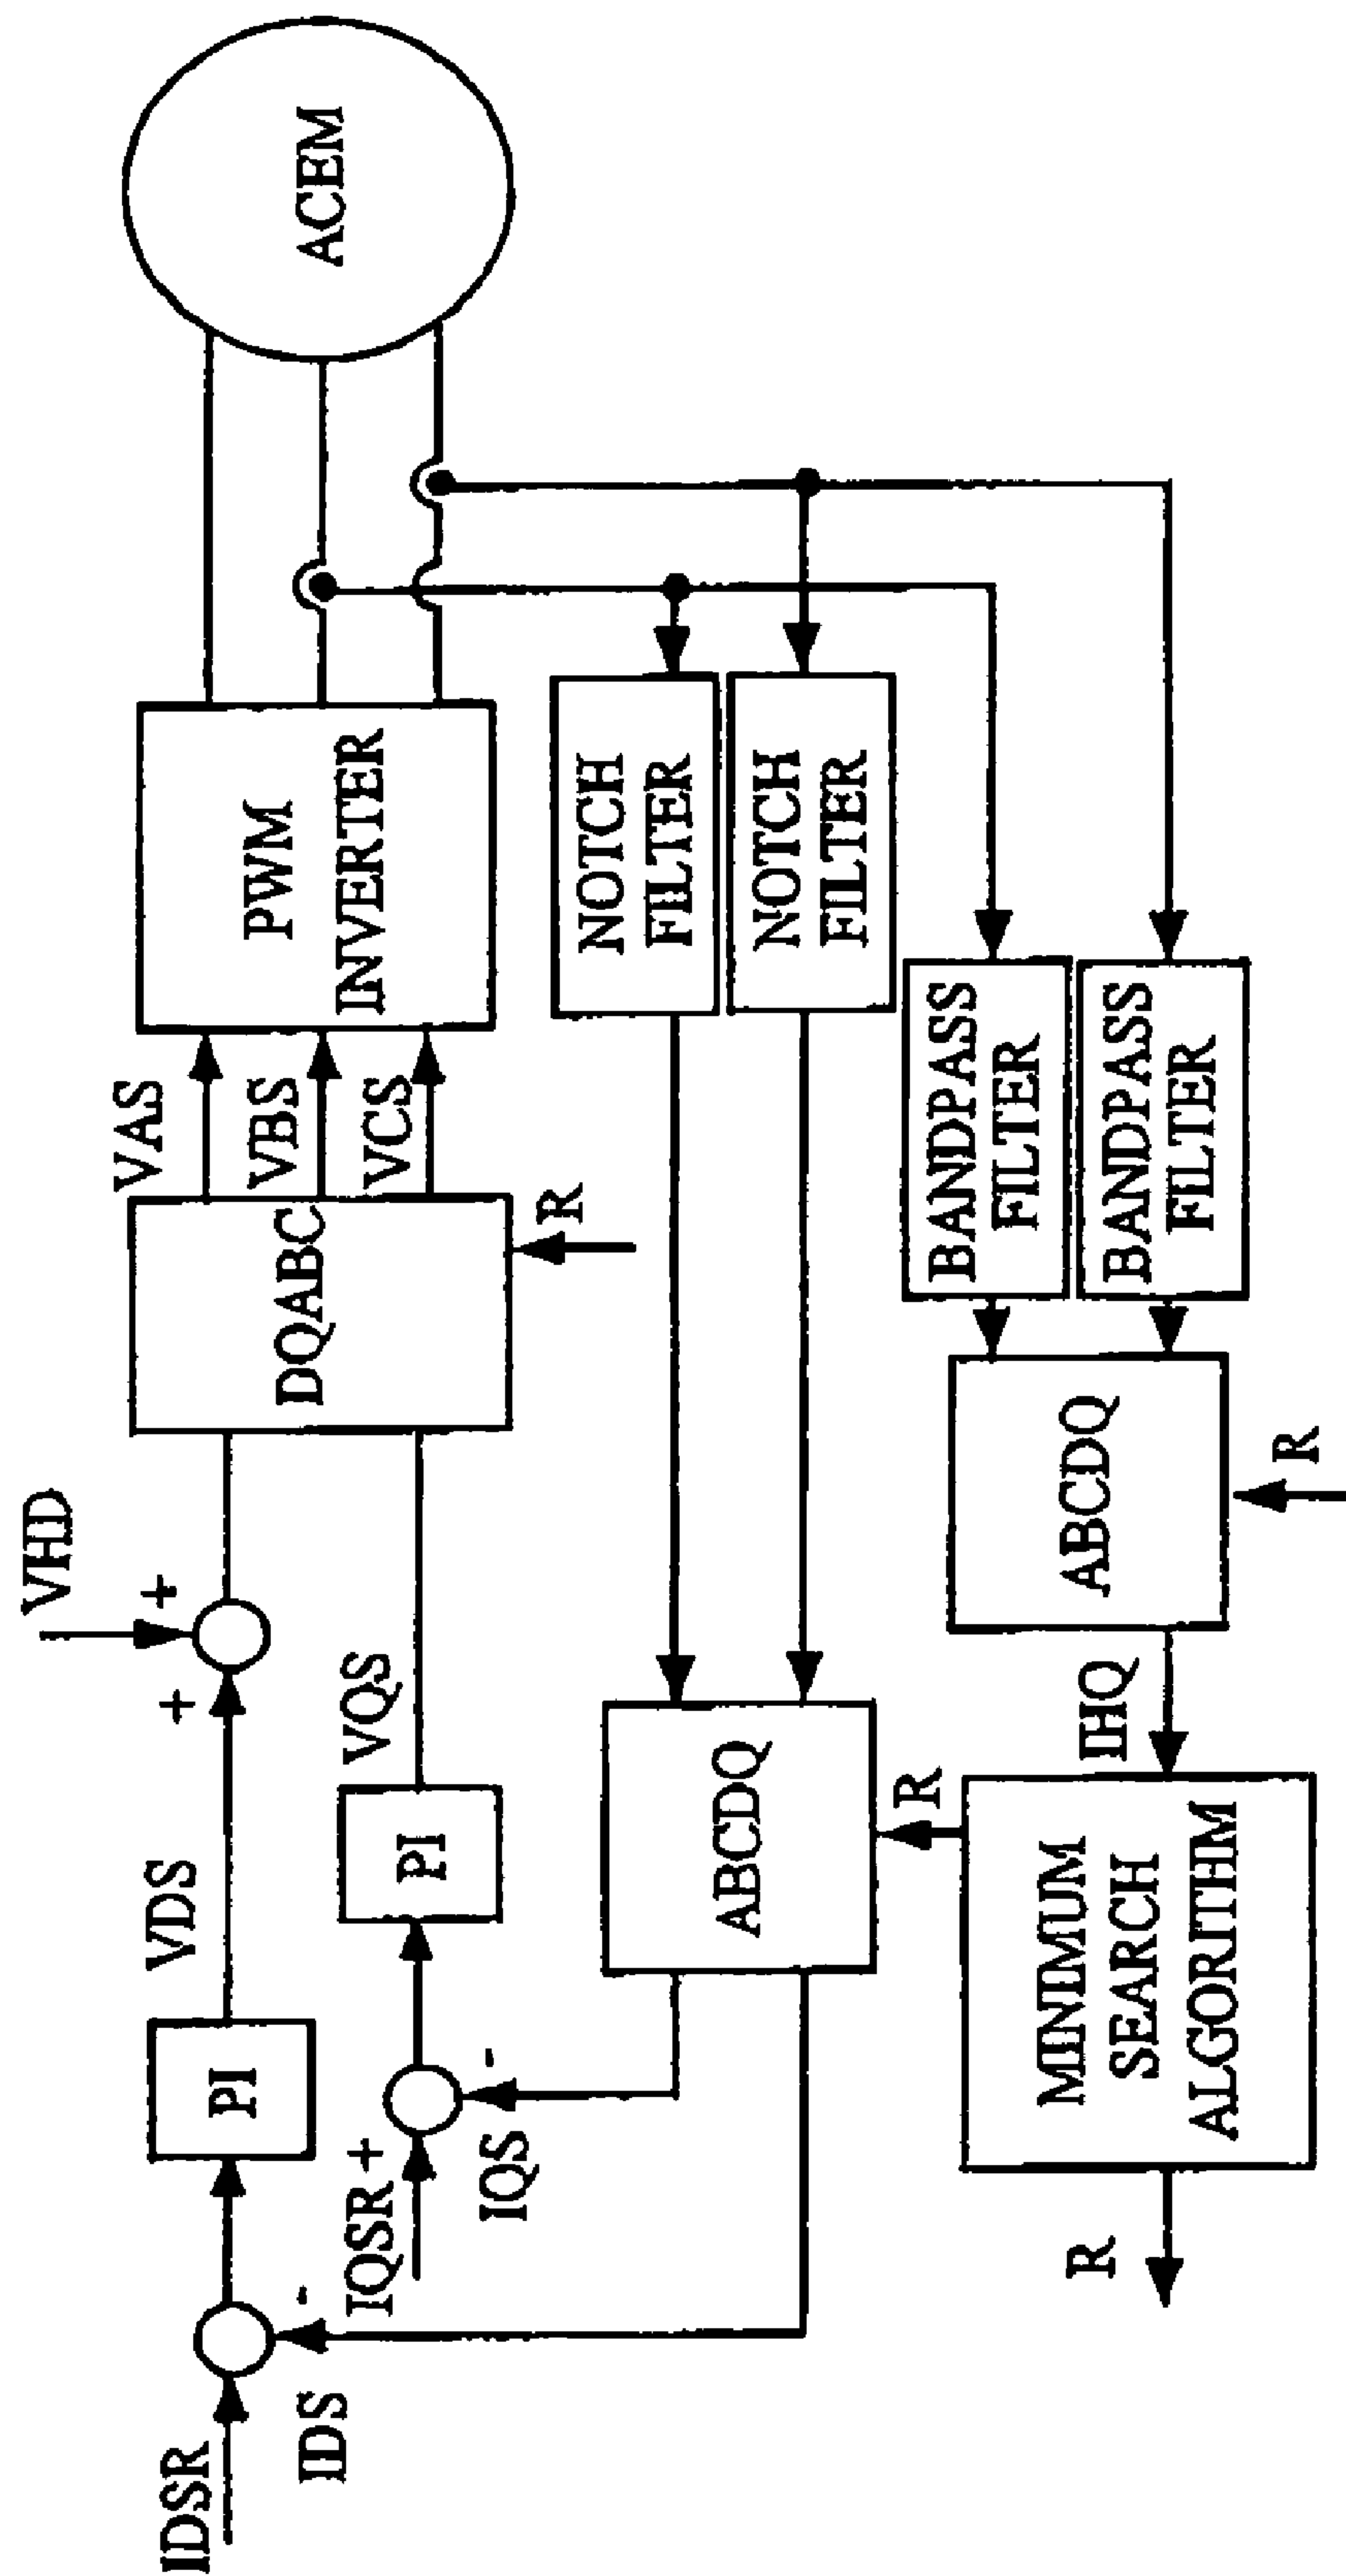 VHD
+
+
VDS
PI
IDSR
-
IDS
VQS
PI
IQSR +
-
IQS
DQABC
R
VAS
VBS
VCS
PWM
INVERTER
ACEM
NOTCH
FILTER
NOTCH
FILTER
ABCDQ
R
BANDPASS
FILTER
BANDPASS
FILTER
ABCDQ
R
IHQ
MINIMUM
SEARCH
ALGORITHM
R